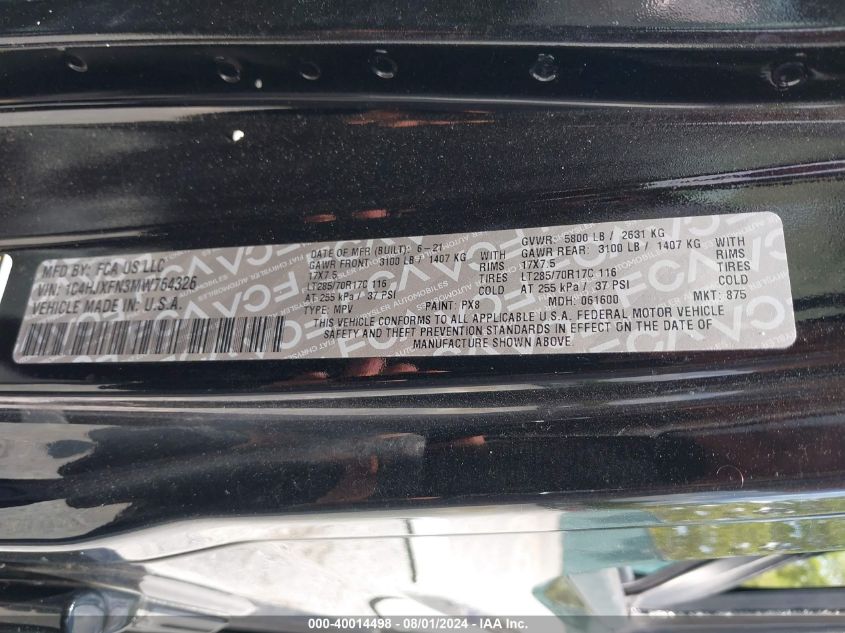 MFD BY: FCA US LLC
VIN: 1C4HJXFN3MW764326
VEHICLE MADE IN U.S.A.
DATE OF MFR (BUILT): 6-21
GAWR FRONT: 3100 LB / 1407 KG WITH
17X7.5 RIMS
LT285/70R17C 116 TIRES
AT 255 kPa / 37 PSI COLD
TYPE: MPV PAINT: PX8
GVWR: 5800 LB / 2631 KG
GAWR REAR: 3100 LB / 1407 KG WITH
17X7.5 RIMS
LT285/70R17C 116 TIRES
AT 255 kPa / 37 PSI COLD
MDH: 061600 MKT: 875
THIS VEHICLE CONFORMS TO ALL APPLICABLE U.S.A. FEDERAL MOTOR VEHICLE
SAFETY AND THEFT PREVENTION STANDARDS IN EFFECT ON THE DATE OF
MANUFACTURE SHOWN ABOVE.
000-40014498 - 08/01/2024 - IAA Inc.